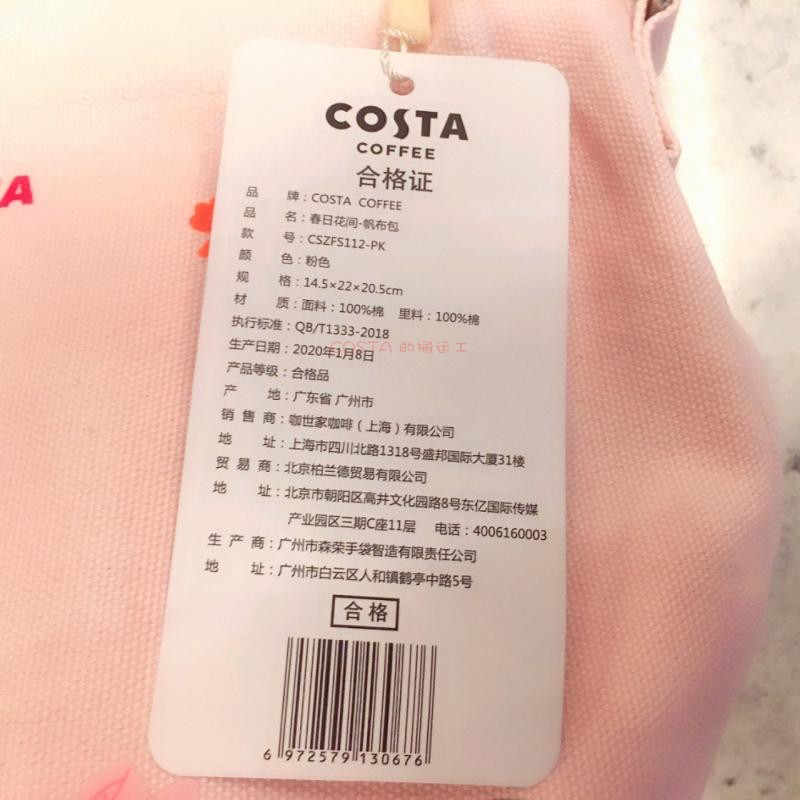 COSTA
COFFEE
合格证
品 牌：COSTA COFFEE
品 名：春日花间-帆布包
款 号：CSZFS112-PK
颜 色：粉色
规 格：14.5×22×20.5cm
材 质：面料：100%棉 里料：100%棉
执行标准：QB/T1333-2018
COSTA 的搬运工
生产日期：2020年1月8日
产品等级：合格品
产 地：广东省 广州市
销 售 商：咖世家咖啡（上海）有限公司
地 址：上海市四川北路1318号盛邦国际大厦31楼
贸 易 商：北京柏兰德贸易有限公司
地 址：北京市朝阳区高井文化园路8号东亿国际传媒
产业园区三期C座11层 电话：4006160003
生 产 商：广州市森荣手袋智造有限责任公司
地 址：广州市白云区人和镇鹤亭中路5号
合格
6 972579 130676
A